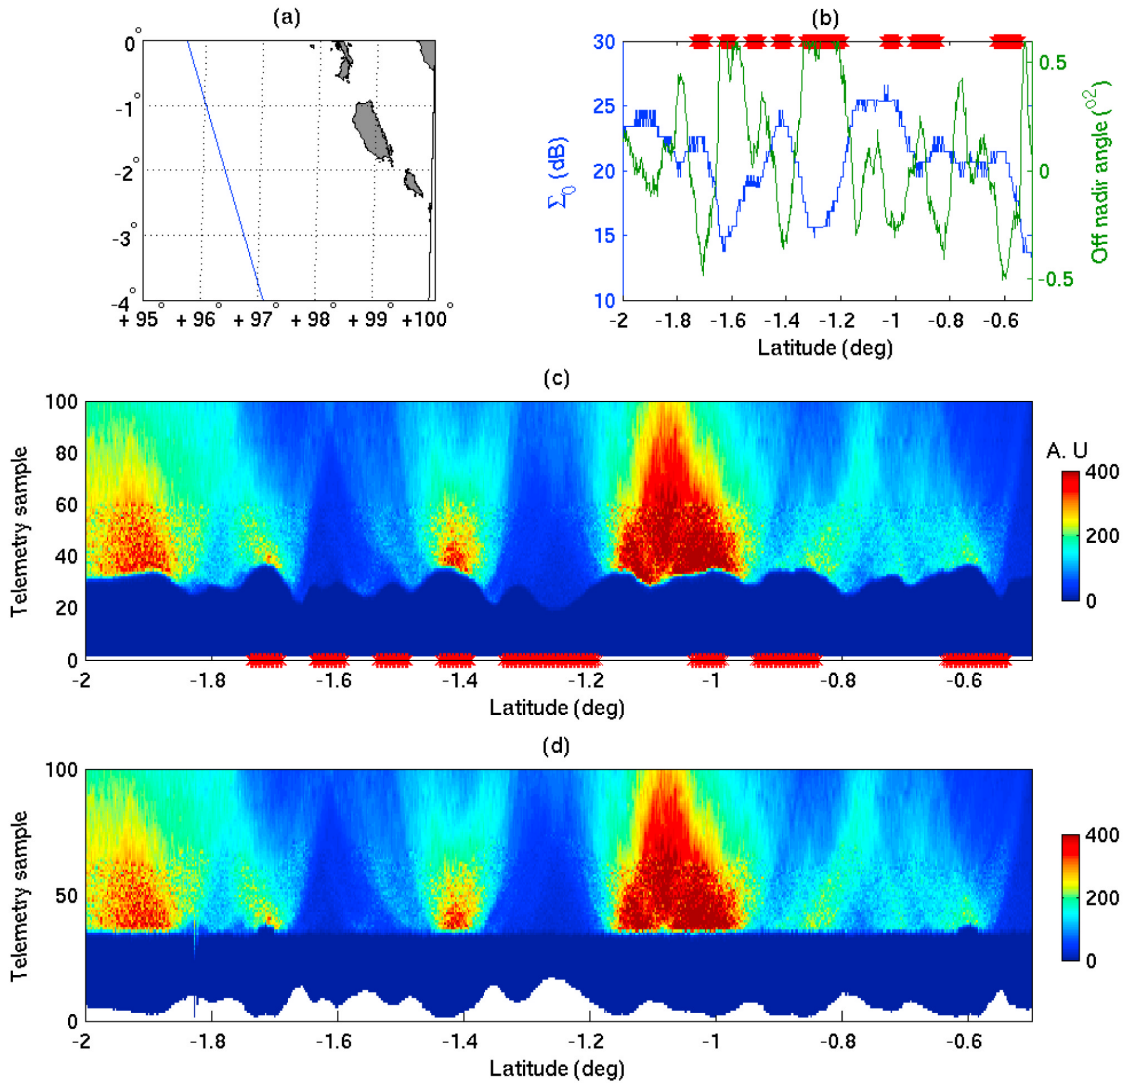 (a)
0°
-1°
-2°
-3°
-4°
+ 95° + 96° + 97° + 98° + 99° +100°
(b)
30
25
20
15
10
Σ0 (dB)
0.5
0
-0.5
Off nadir angle (°2)
-2 -1.8 -1.6 -1.4 -1.2 -1 -0.8 -0.6
Latitude (deg)
(c)
100
80
60
40
20
0
Telemetry sample
-2 -1.8 -1.6 -1.4 -1.2 -1 -0.8 -0.6
Latitude (deg)
A. U
400
200
0
(d)
100
50
0
Telemetry sample
-2 -1.8 -1.6 -1.4 -1.2 -1 -0.8 -0.6
Latitude (deg)
400
200
0